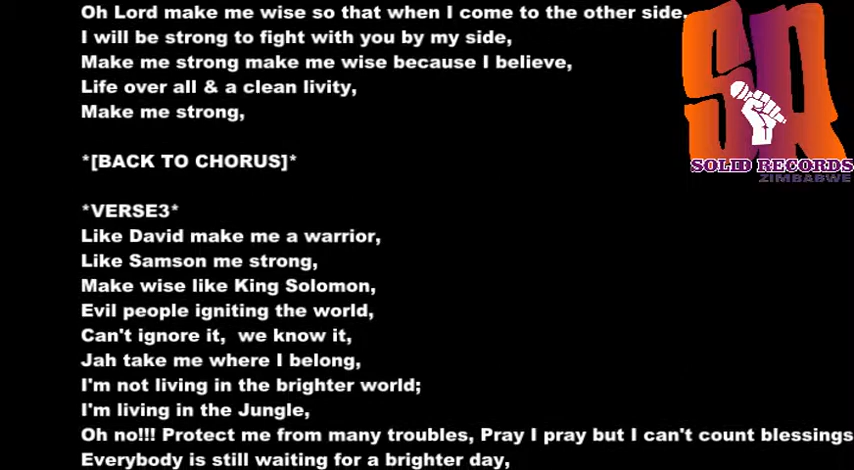 Oh Lord make me wise so that when I come to the other side,
I will be strong to fight with you by my side,
Make me strong make me wise because I believe,
Life over all & a clean livity,
Make me strong,
*[BACK TO CHORUS]*
*VERSE3*
Like David make me a warrior,
Like Samson me strong,
Make wise like King Solomon,
Evil people igniting the world,
Can't ignore it,  we know it,
Jah take me where I belong,
I'm not living in the brighter world;
I'm living in the Jungle,
Oh no!!! Protect me from many troubles, Pray I pray but I can't count blessings
Everybody is still waiting for a brighter day,
SR
SOLID RECORDS
ZIMBABWE